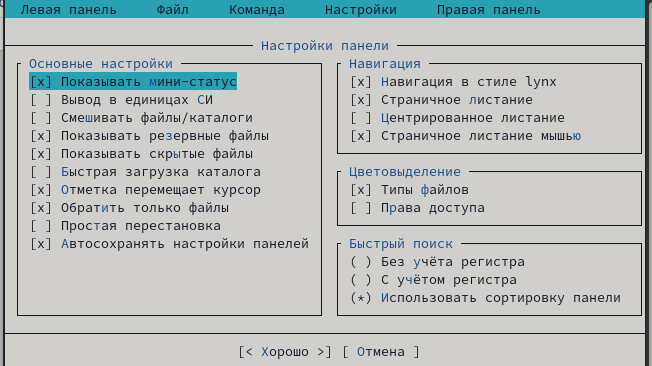 Левая панель Файл Команда Настройки Правая панель
Настройки панели
Основные настройки
[x] Показывать мини-статус
[ ] Вывод в единицах СИ
[ ] Смешивать файлы/каталоги
[x] Показывать резервные файлы
[x] Показывать скрытые файлы
[ ] Быстрая загрузка каталога
[x] Отметка перемещает курсор
[x] Обратить только файлы
[ ] Простая перестановка
[x] Автосохранять настройки панелей
Навигация
[x] Навигация в стиле lynx
[x] Страничное листание
[ ] Центрированное листание
[x] Страничное листание мышью
Цветовыделение
[x] Типы файлов
[ ] Права доступа
Быстрый поиск
( ) Без учёта регистра
( ) С учётом регистра
(*) Использовать сортировку панели
[< Хорошо >] [ Отмена ]